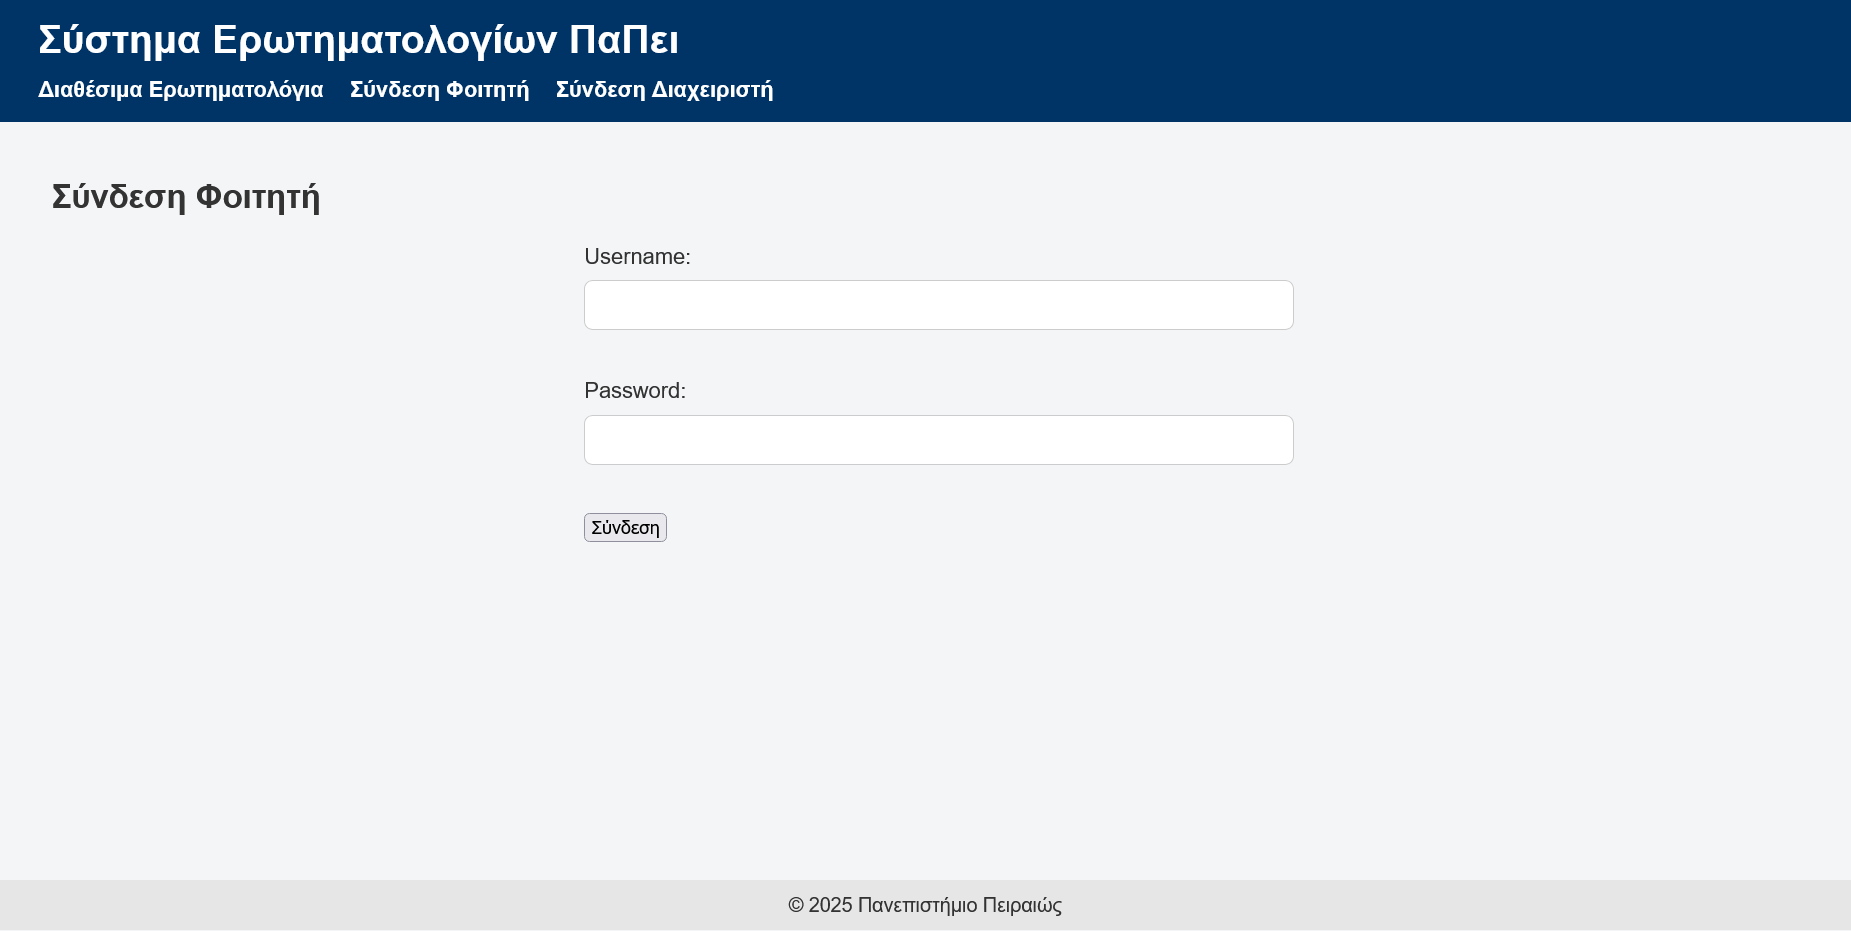 Σύστημα Ερωτηματολογίων ΠαΠει
Διαθέσιμα Ερωτηματολόγια Σύνδεση Φοιτητή Σύνδεση Διαχειριστή
Σύνδεση Φοιτητή
Username:
Password:
Σύνδεση
© 2025 Πανεπιστήμιο Πειραιώς